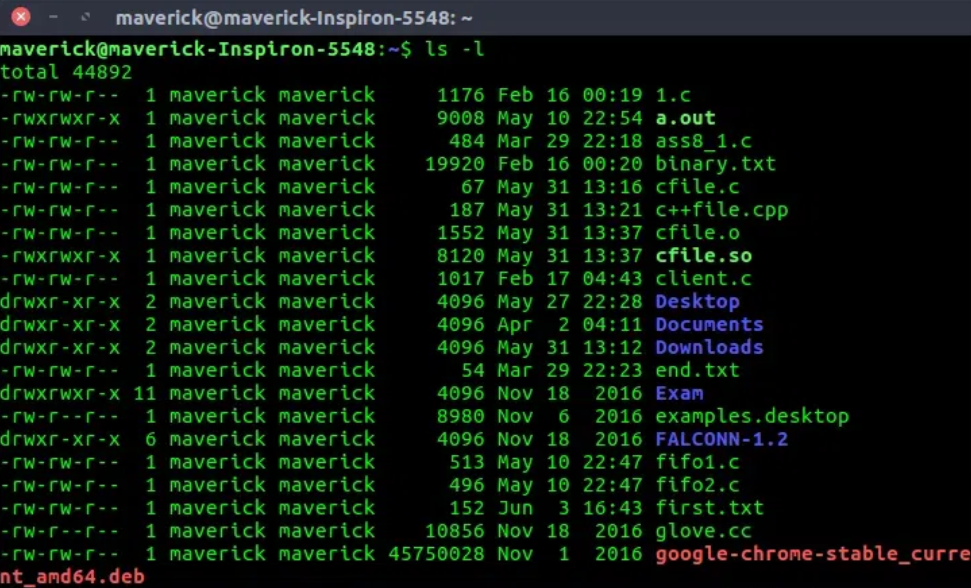 maverick@maverick-Inspiron-5548: ~
maverick@maverick-Inspiron-5548:~$ ls -l
total 44892
-rw-rw-r--  1 maverick maverick     1176 Feb 16 00:19 1.c
-rwxrwxr-x  1 maverick maverick     9008 May 10 22:54 a.out
-rw-rw-r--  1 maverick maverick      484 Mar 29 22:18 ass8_1.c
-rw-rw-r--  1 maverick maverick    19920 Feb 16 00:20 binary.txt
-rw-rw-r--  1 maverick maverick       67 May 31 13:16 cfile.c
-rw-rw-r--  1 maverick maverick      187 May 31 13:21 c++file.cpp
-rw-rw-r--  1 maverick maverick     1552 May 31 13:37 cfile.o
-rwxrwxr-x  1 maverick maverick     8120 May 31 13:37 cfile.so
-rw-rw-r--  1 maverick maverick     1017 Feb 17 04:43 client.c
drwxr-xr-x  2 maverick maverick     4096 May 27 22:28 Desktop
drwxr-xr-x  2 maverick maverick     4096 Apr  2 04:11 Documents
drwxr-xr-x  2 maverick maverick     4096 May 31 13:12 Downloads
-rw-rw-r--  1 maverick maverick       54 Mar 29 22:23 end.txt
drwxrwxr-x 11 maverick maverick     4096 Nov 18  2016 Exam
-rw-r--r--  1 maverick maverick     8980 Nov  6  2016 examples.desktop
drwxr-xr-x  6 maverick maverick     4096 Nov 18  2016 FALCONN-1.2
-rw-rw-r--  1 maverick maverick      513 May 10 22:47 fifo1.c
-rw-rw-r--  1 maverick maverick      496 May 10 22:47 fifo2.c
-rw-rw-r--  1 maverick maverick      152 Jun  3 16:43 first.txt
-rw-r--r--  1 maverick maverick    10856 Nov 18  2016 glove.cc
-rw-rw-r--  1 maverick maverick 45750028 Nov  1  2016 google-chrome-stable_curre
nt_amd64.deb